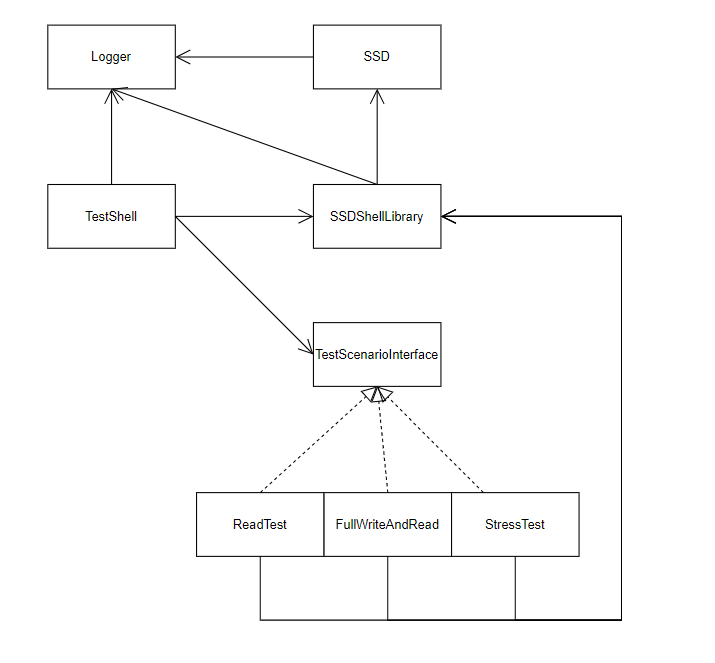 Logger
SSD
TestShell
SSDShellLibrary
TestScenarioInterface
ReadTest
FullWriteAndRead
StressTest